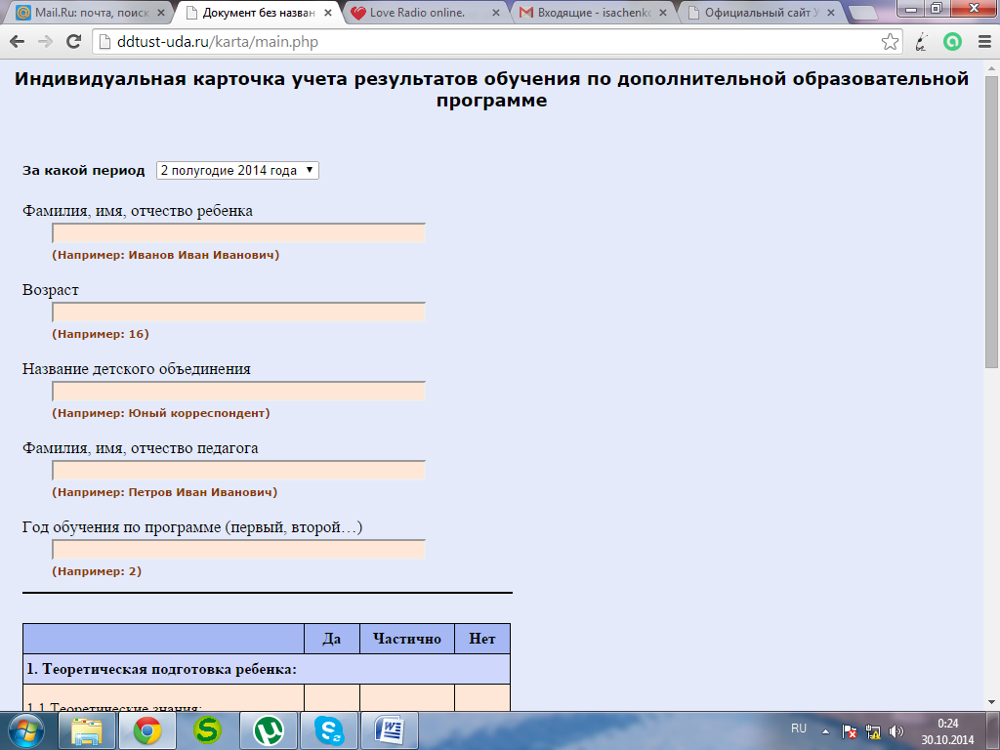 Mail.Ru: почта, поиск
Документ без назван
Love Radio online.
Входящие - isachenko
Официальный сайт У
ddtust-uda.ru/karta/main.php
Индивидуальная карточка учета результатов обучения по дополнительной образовательной
программе
За какой период 2 полугодие 2014 года
Фамилия, имя, отчество ребенка
(Например: Иванов Иван Иванович)
Возраст
(Например: 16)
Название детского объединения
(Например: Юный корреспондент)
Фамилия, имя, отчество педагога
(Например: Петров Иван Иванович)
Год обучения по программе (первый, второй…)
(Например: 2)
Да Частично Нет
1. Теоретическая подготовка ребенка:
1.1 Теоретические знания:
RU
0:24
30.10.2014